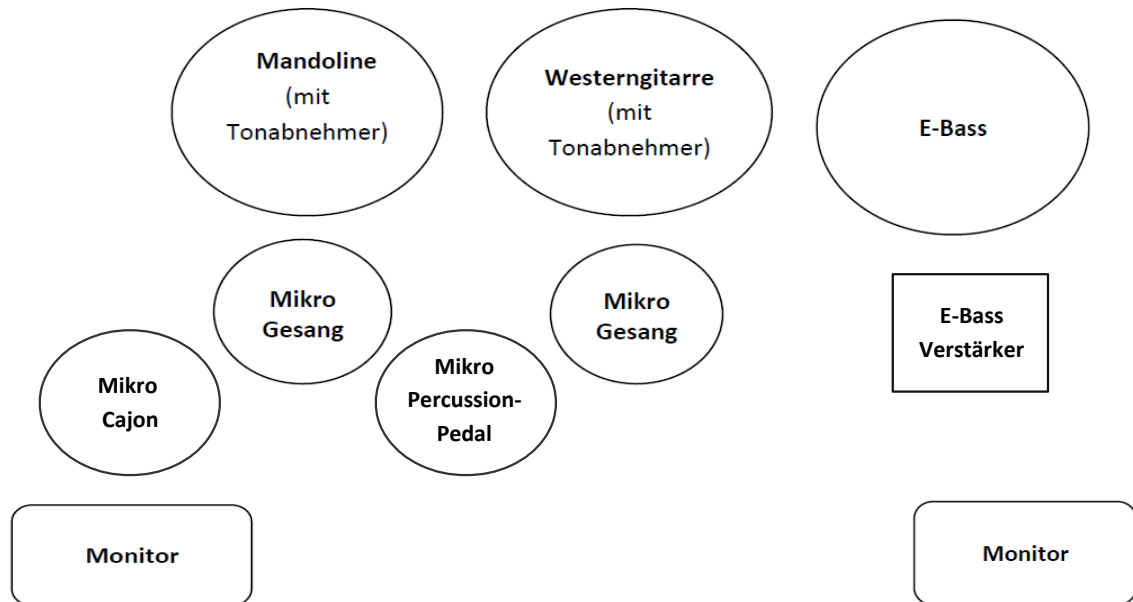 Mandoline
(mit
Tonabnehmer)
Westerngitarre
(mit
Tonabnehmer)
E-Bass
Mikro
Gesang
Mikro
Gesang
E-Bass
Verstärker
Mikro
Cajon
Mikro
Percussion-
Pedal
Monitor
Monitor